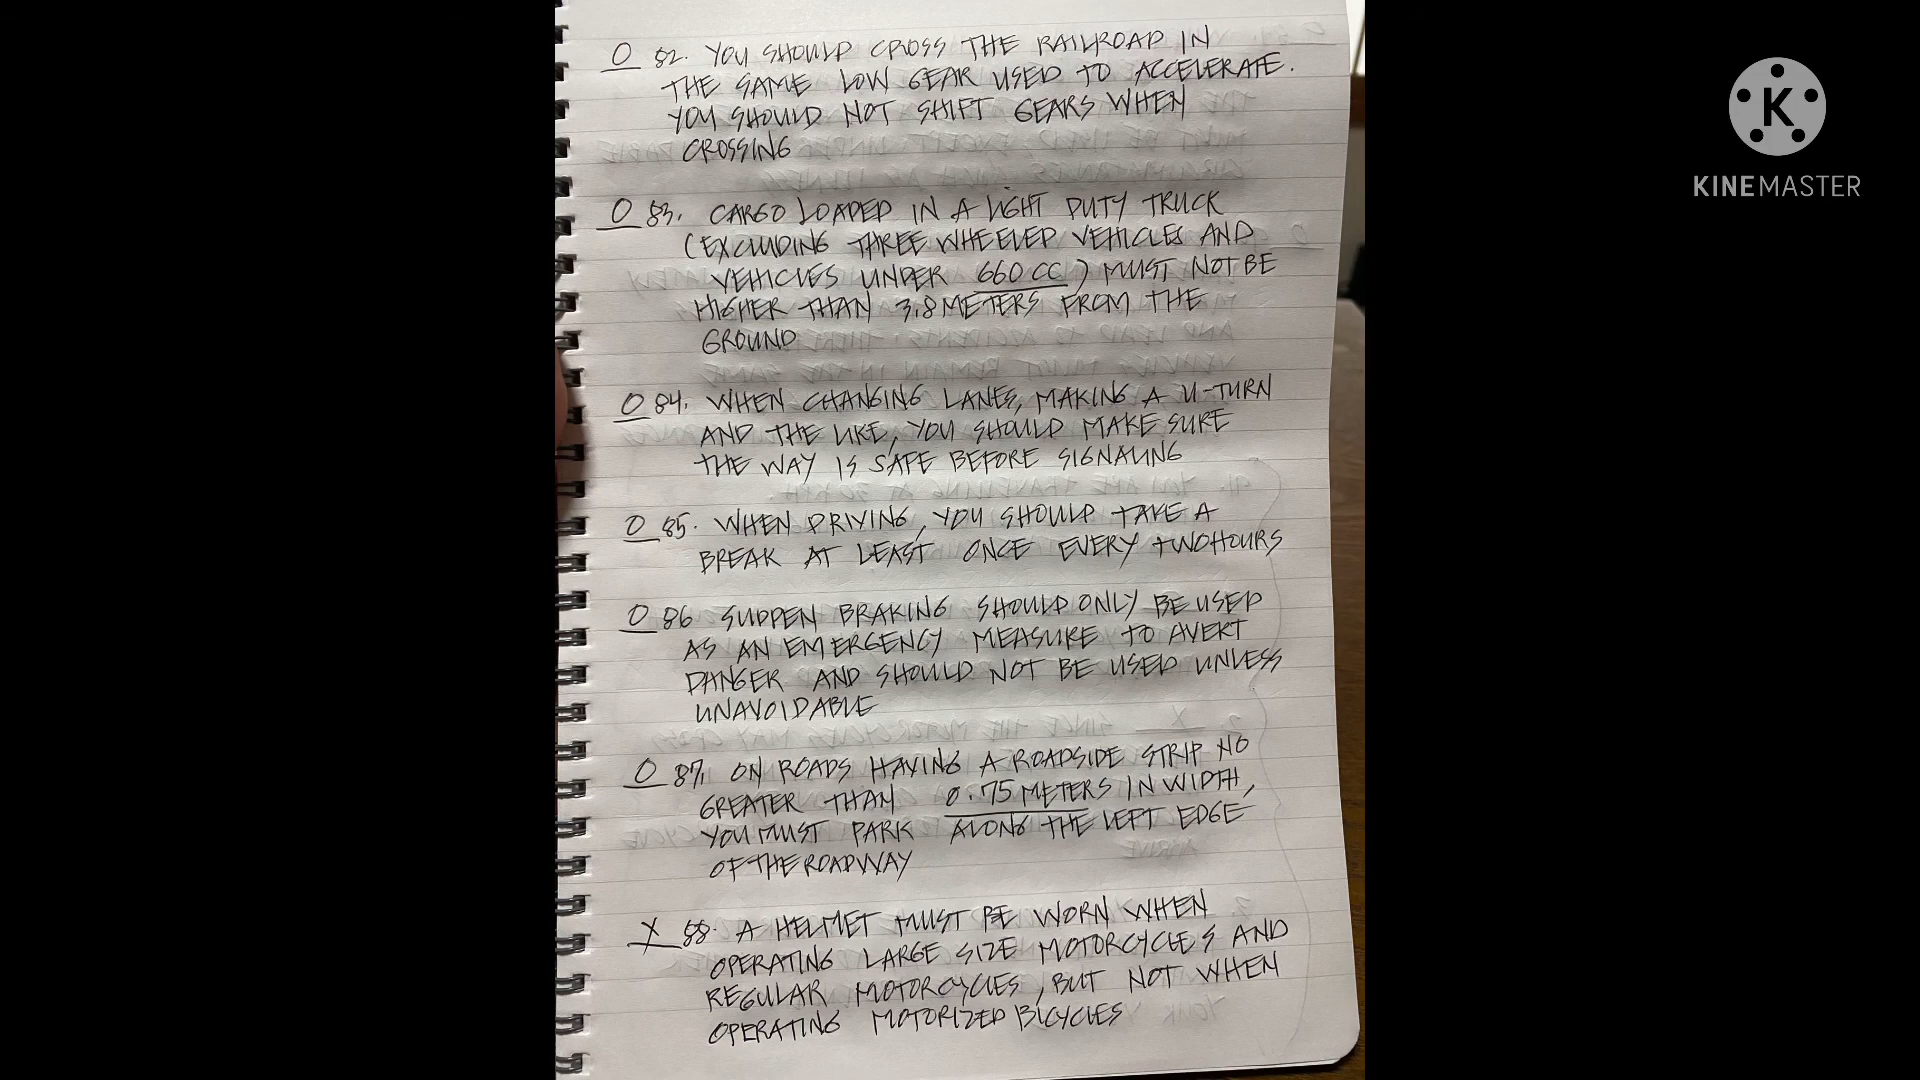 O 82. YOU SHOULD CROSS THE RAILROAD IN
THE SAME LOW GEAR USED TO ACCELERATE.
YOU SHOULD NOT SHIFT GEARS WHEN
CROSSING
O 83. CARGO LOADED IN A LIGHT DUTY TRUCK
(EXCLUDING THREE WHEELED VEHICLES AND
VEHICLES UNDER 660 CC) MUST NOT BE
HIGHER THAN 3.8 METERS FROM THE
GROUND
O 84. WHEN CHANGING LANES, MAKING A U-TURN
AND THE LIKE, YOU SHOULD MAKE SURE
THE WAY IS SAFE BEFORE SIGNALING
O 85. WHEN DRIVING, YOU SHOULD TAKE A
BREAK AT LEAST ONCE EVERY TWO HOURS
O 86 SUDDEN BRAKING SHOULD ONLY BE USED
AS AN EMERGENCY MEASURE TO AVERT
DANGER AND SHOULD NOT BE USED UNLESS
UNAVOIDABLE
O 87. ON ROADS HAVING A ROADSIDE STRIP NO
GREATER THAN 0.75 METERS IN WIDTH,
YOU MUST PARK ALONG THE LEFT EDGE
OF THE ROADWAY
X 88. A HELMET MUST BE WORN WHEN
OPERATING LARGE SIZE MOTORCYCLES AND
REGULAR MOTORCYCLES, BUT NOT WHEN
OPERATING MOTORIZED BICYCLES
K
KINEMASTER